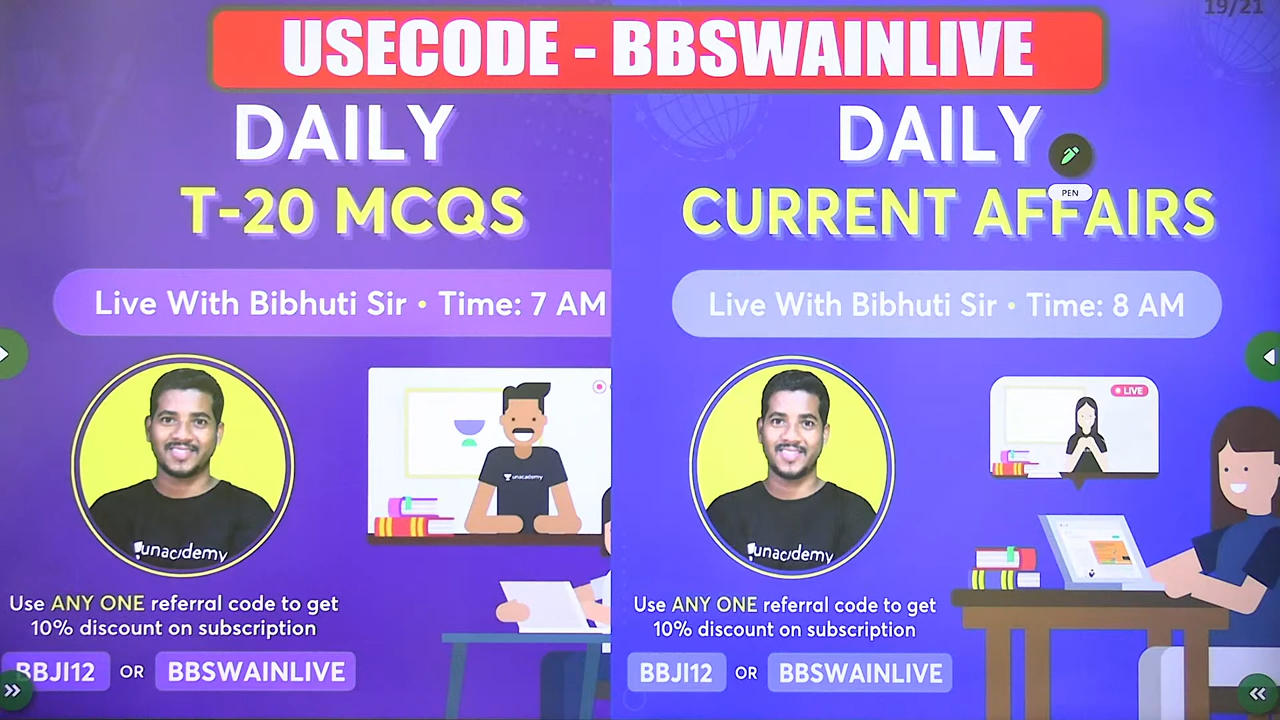 19/21
USECODE - BBSWAINLIVE
DAILY
T-20 MCQS
Live With Bibhuti Sir • Time: 7 AM
unacademy
unacademy
Use ANY ONE referral code to get
10% discount on subscription
BBJI12 OR BBSWAINLIVE
DAILY
PEN
CURRENT AFFAIRS
Live With Bibhuti Sir • Time: 8 AM
LIVE
unacademy
Use ANY ONE referral code to get
10% discount on subscription
BBJI12 OR BBSWAINLIVE